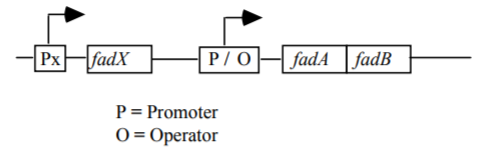 Px fadX P / O fadA fadB
P = Promoter
O = Operator